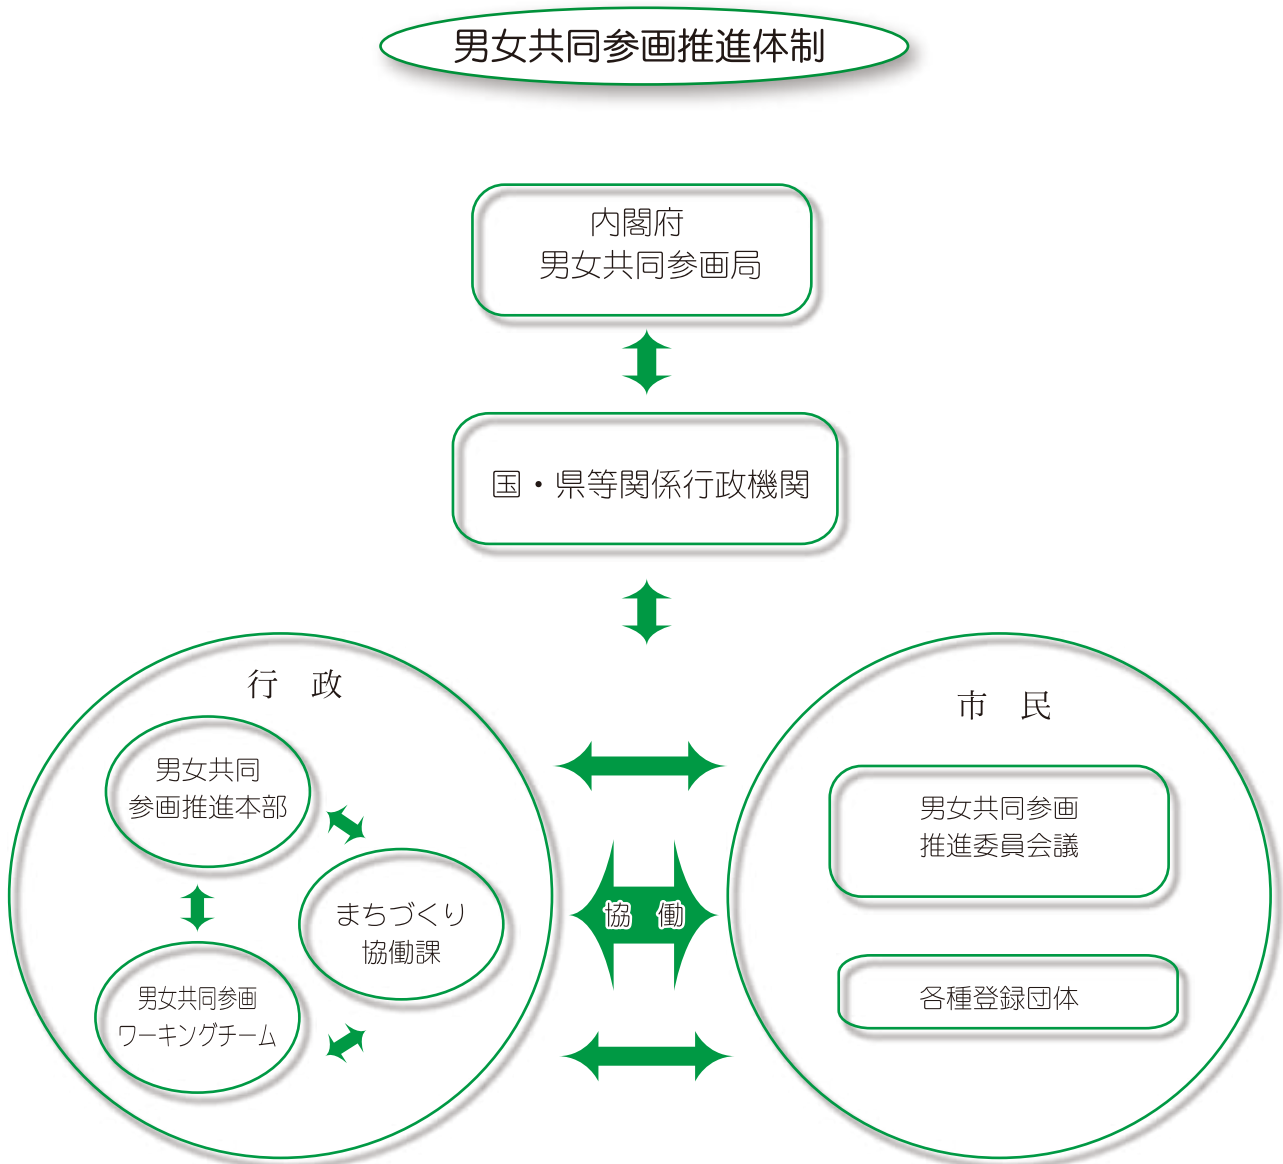 男女共同参画推進体制
内閣府
男女共同参画局
国・県等関係行政機関
行　政
男女共同
参画推進本部
まちづくり
協働課
男女共同参画
ワーキングチーム
協　働
市　民
男女共同参画
推進委員会議
各種登録団体